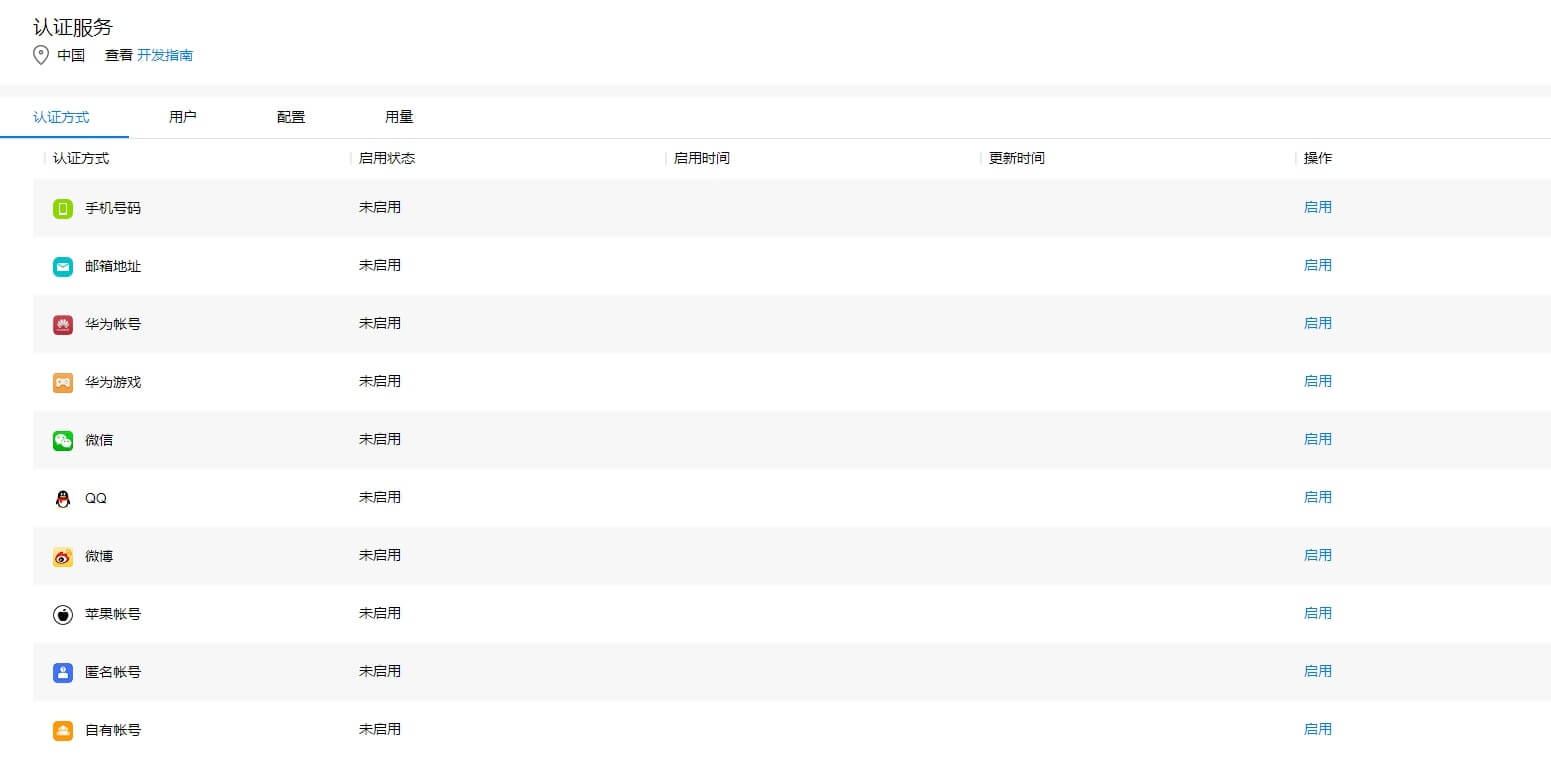 认证服务
中国 查看 开发指南
认证方式 用户 配置 用量
认证方式 启用状态 启用时间 更新时间 操作
手机号码 未启用 启用
邮箱地址 未启用 启用
华为帐号 未启用 启用
华为游戏 未启用 启用
微信 未启用 启用
QQ 未启用 启用
微博 未启用 启用
苹果帐号 未启用 启用
匿名帐号 未启用 启用
自有帐号 未启用 启用